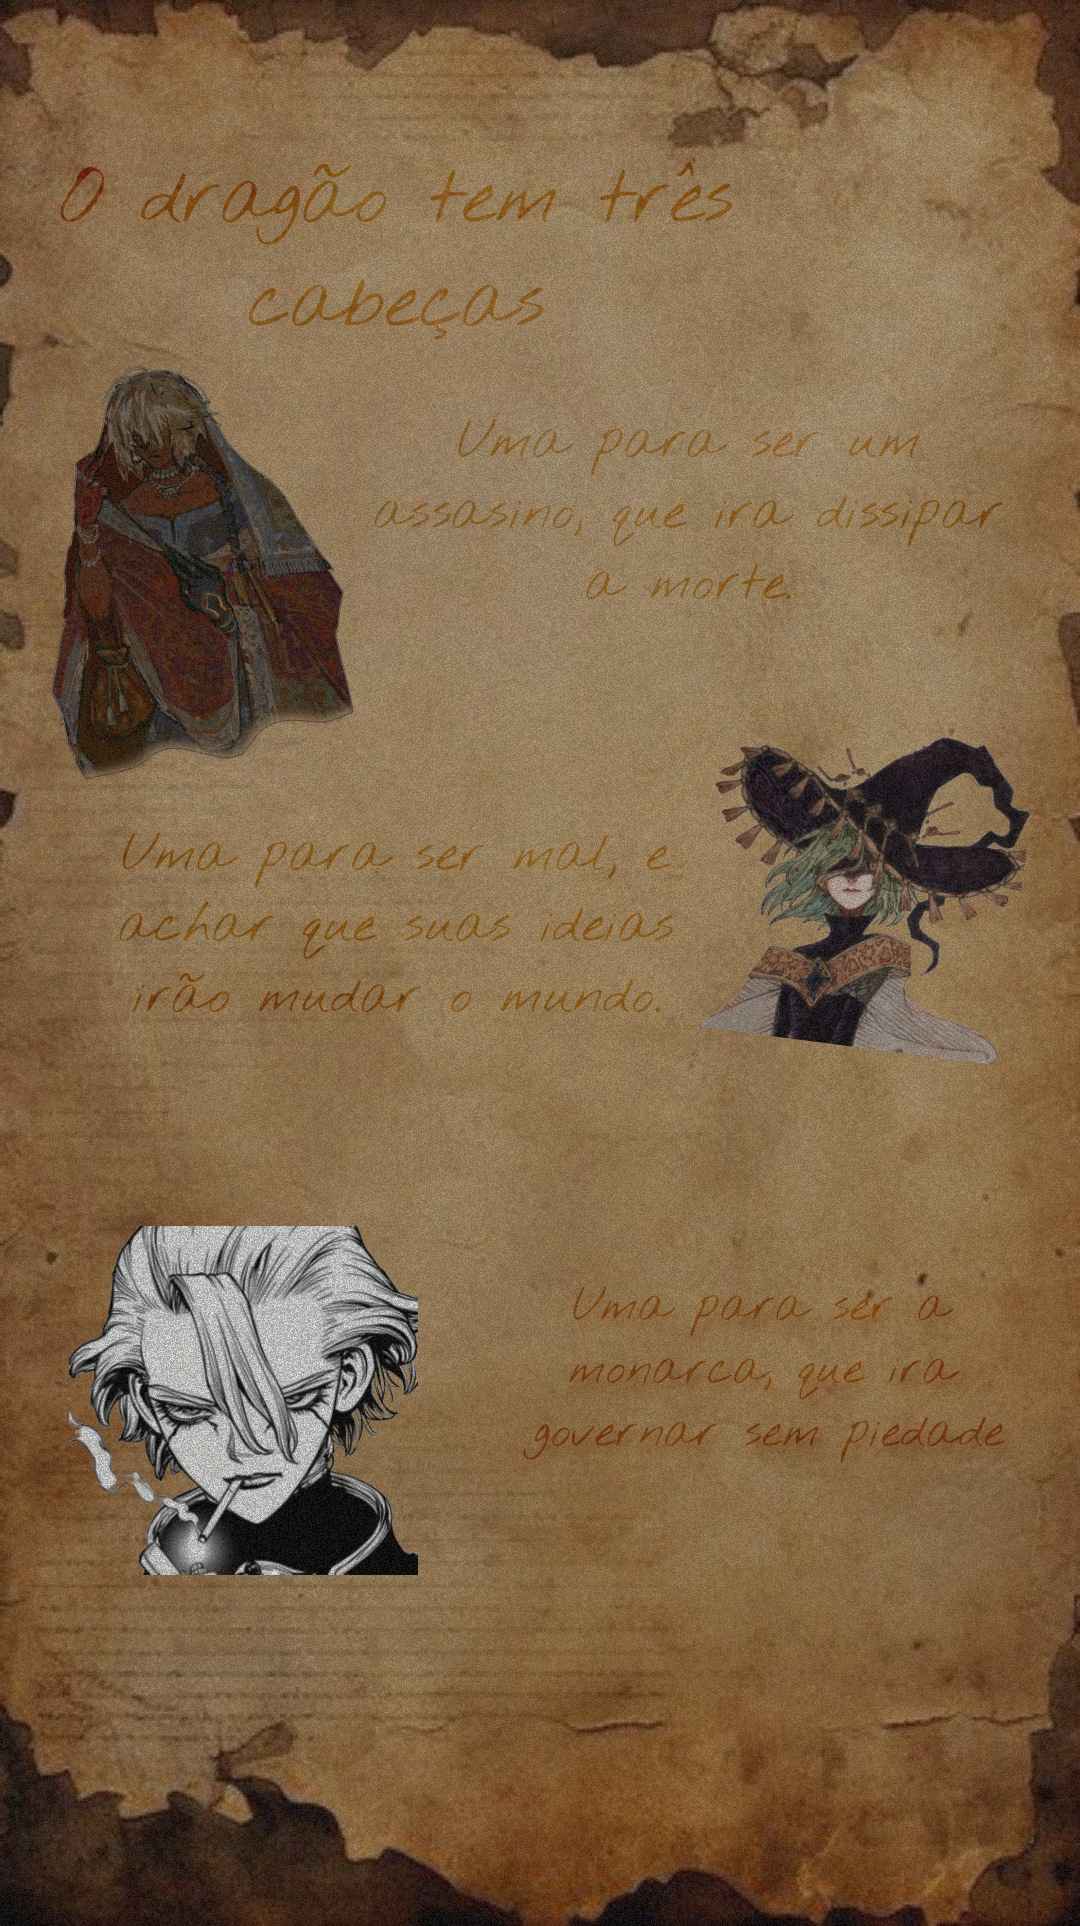 O dragão tem três
cabeças
Uma para ser um
assasino, que ira dissipar
a morte.
Uma para ser mal, e
achar que suas ideias
irão mudar o mundo.
Uma para ser a
monarca, que ira
governar sem piedade